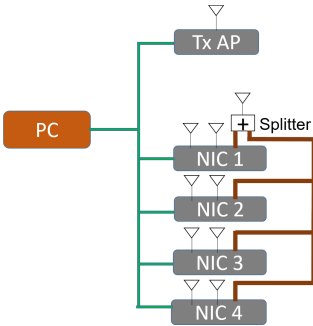 Tx AP
PC
+ Splitter
NIC 1
NIC 2
NIC 3
NIC 4